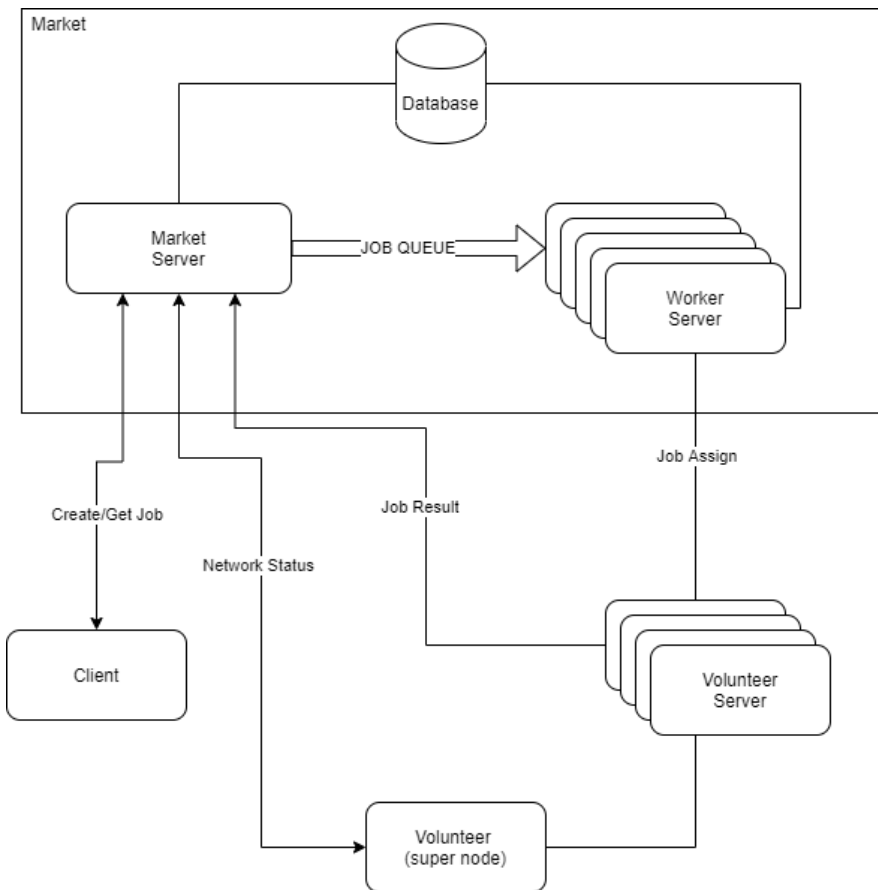 Market
Database
Market
Server
JOB QUEUE
Worker
Server
Job Assign
Job Result
Create/Get Job
Network Status
Client
Volunteer
Server
Volunteer
(super node)